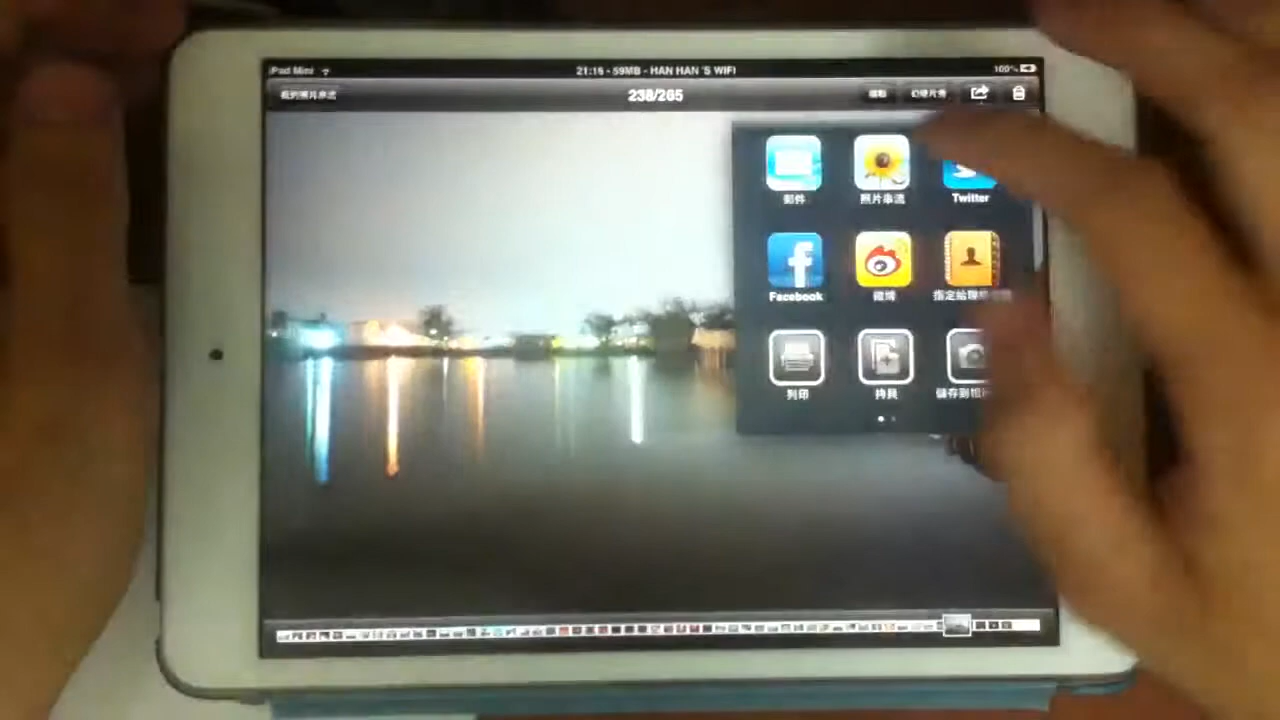 iPad Mini
21:16 - 59MB - HAN HAN 'S WIFI
100%
238/265
幻燈片秀
郵件
照片串流
Twitter
Facebook
微博
列印
拷貝